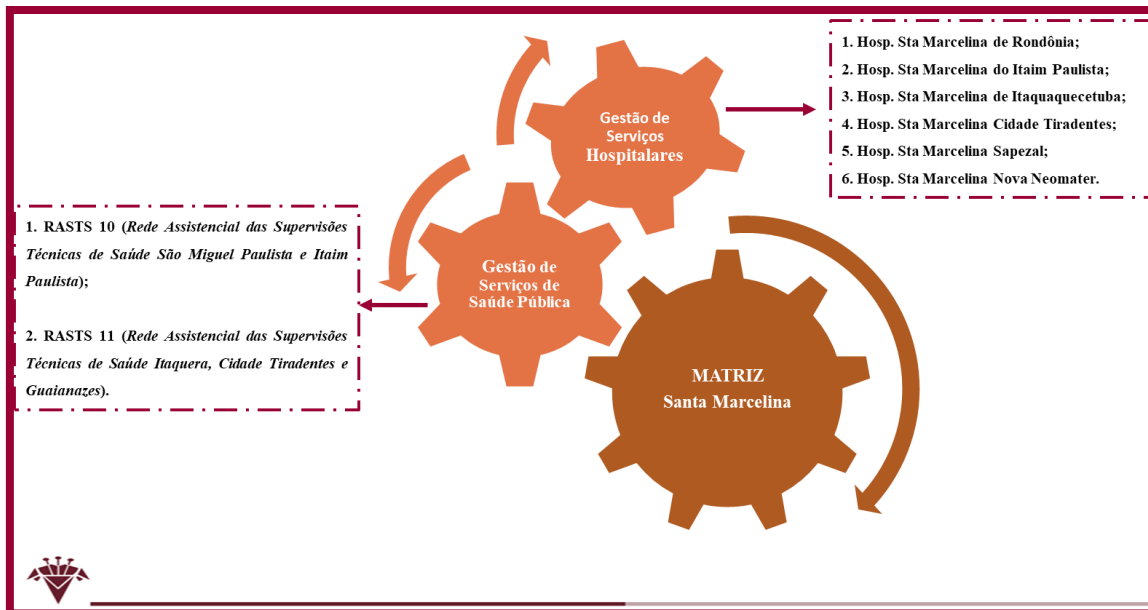 1. Hosp. Sta Marcelina de Rondônia;
2. Hosp. Sta Marcelina do Itaim Paulista;
3. Hosp. Sta Marcelina de Itaquaquecetuba;
4. Hosp. Sta Marcelina Cidade Tiradentes;
5. Hosp. Sta Marcelina Sapezal;
6. Hosp. Sta Marcelina Nova Neomater.
Gestão de
Serviços
Hospitalares
1. RASTS 10 (Rede Assistencial das Supervisões
Técnicas de Saúde São Miguel Paulista e Itaim
Paulista);
2. RASTS 11 (Rede Assistencial das Supervisões
Técnicas de Saúde Itaquera, Cidade Tiradentes e
Guaianazes).
Gestão de
Serviços de
Saúde Pública
MATRIZ
Santa Marcelina